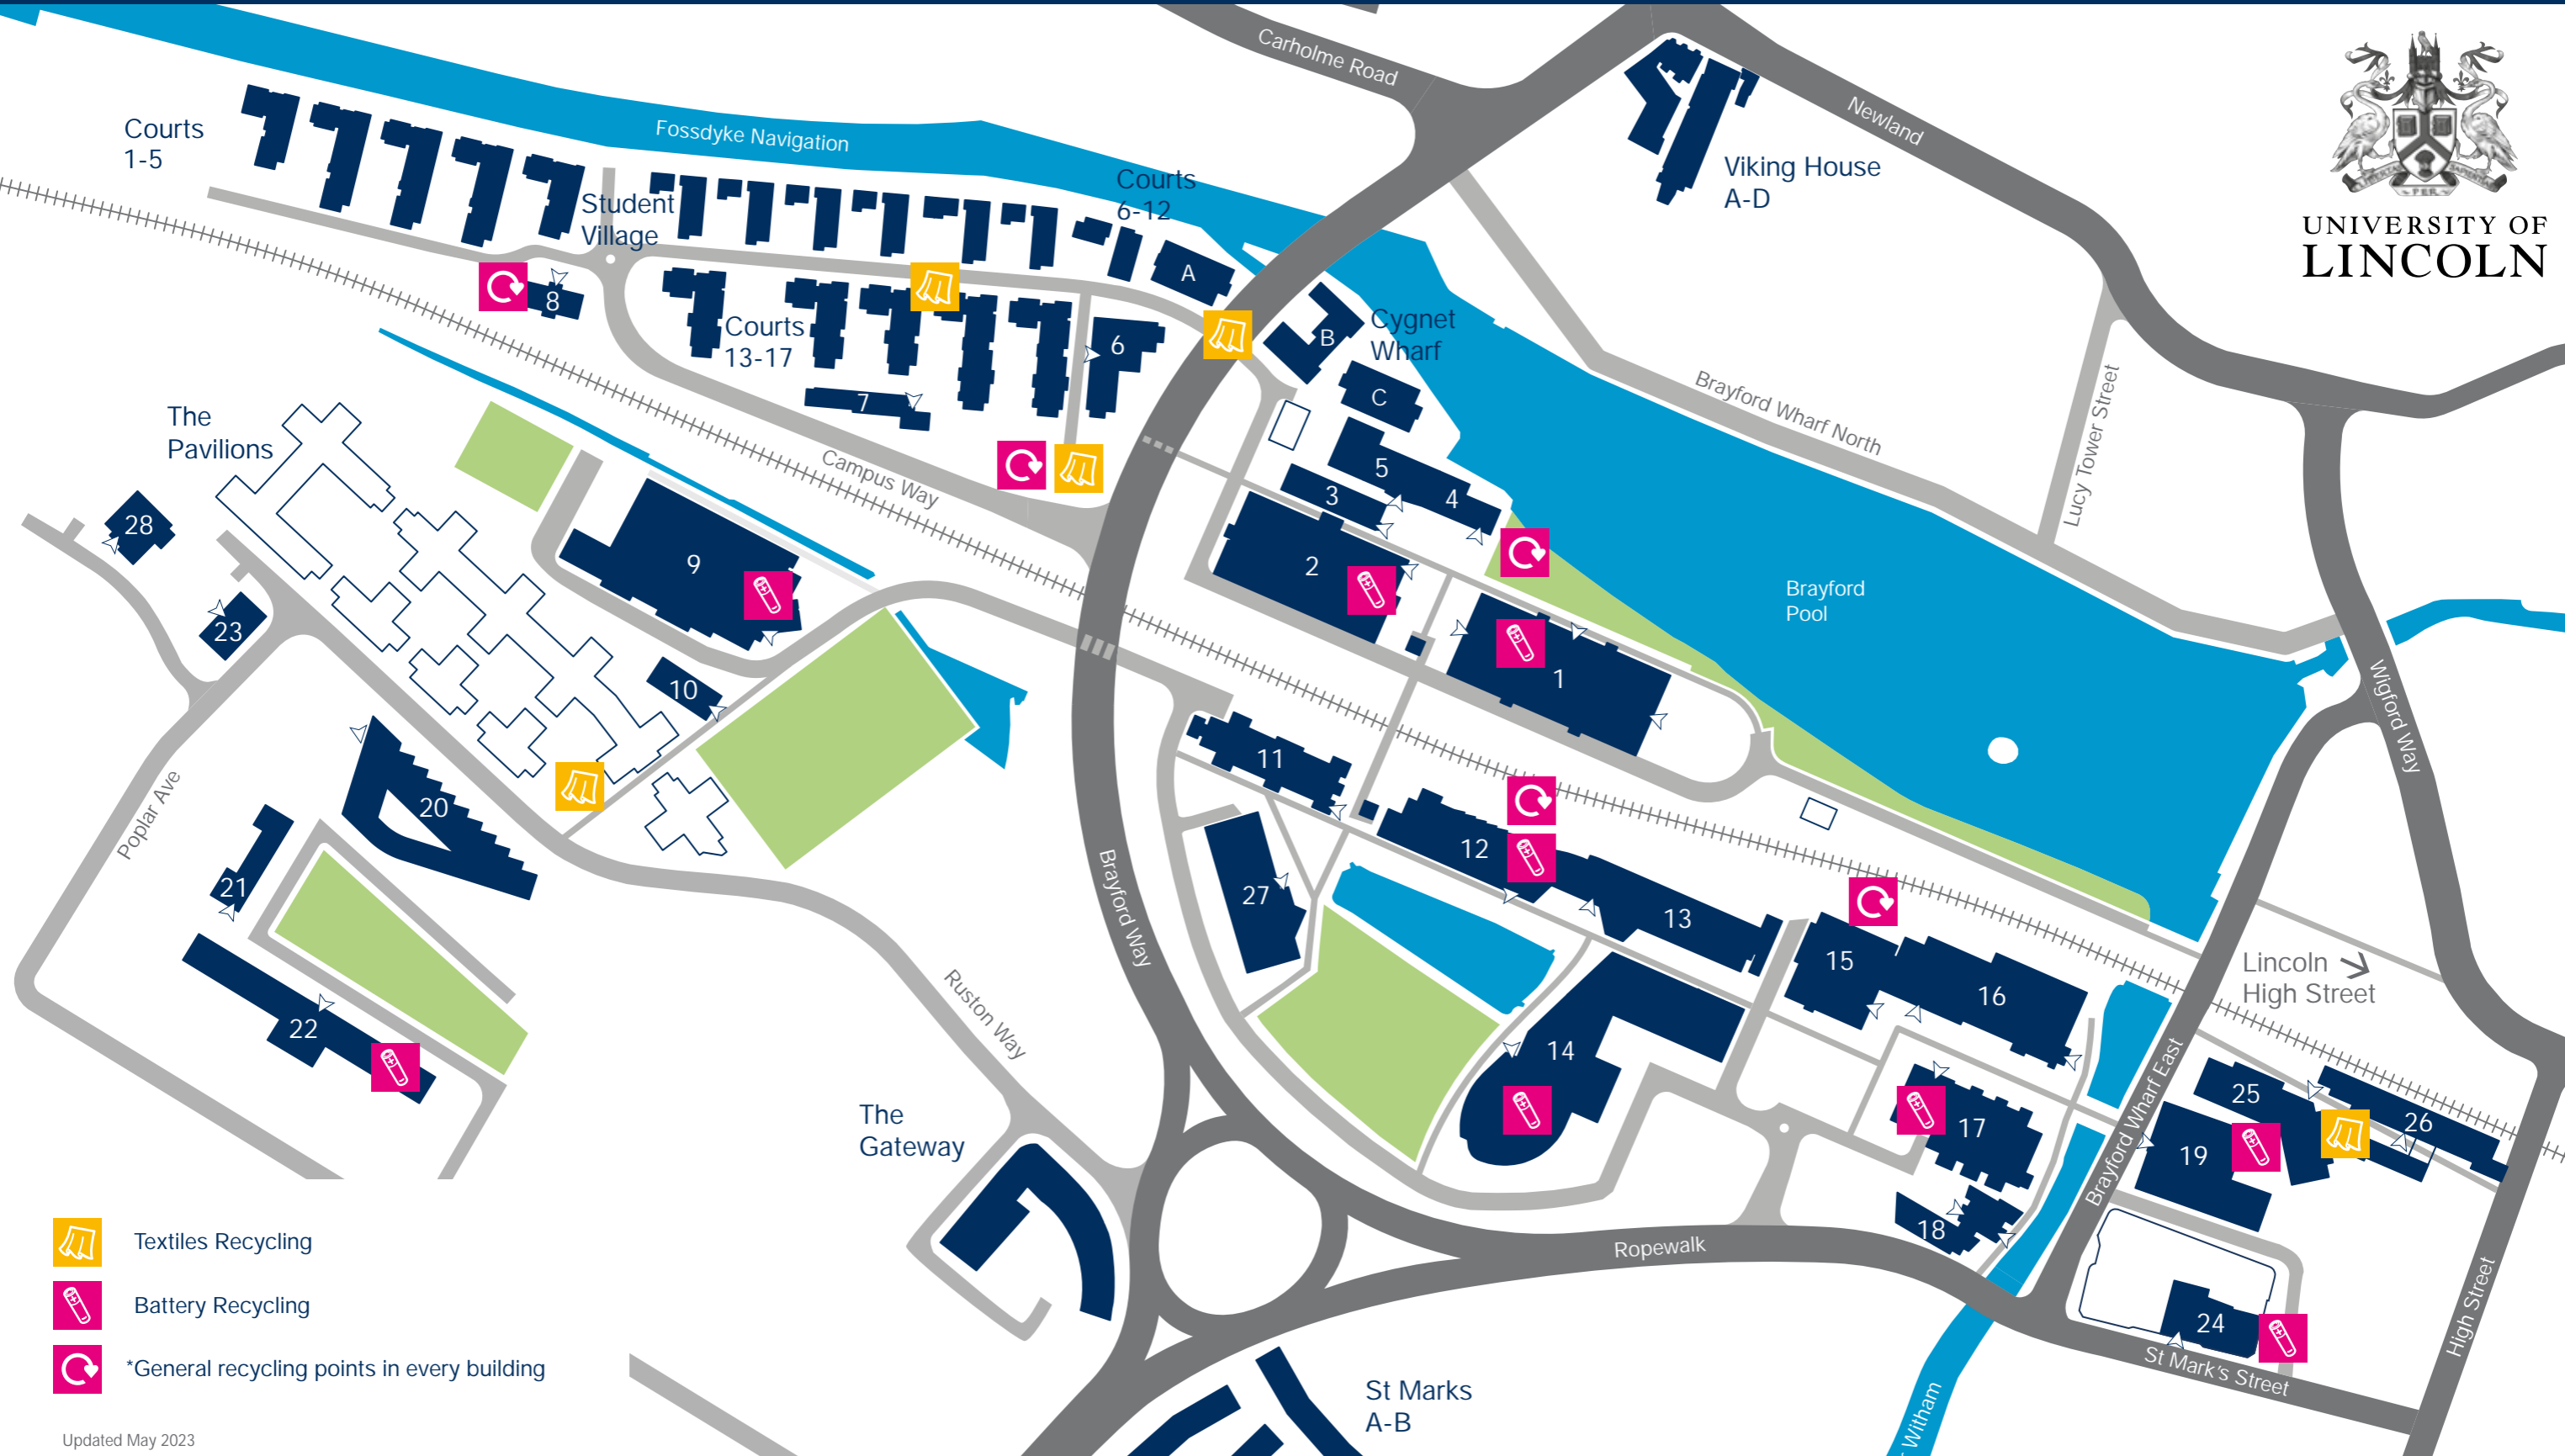 Carholme Road
Newland
UNIVERSITY OF
LINCOLN
Courts
1-5
Fossdyke Navigation
Viking House
A-D
Courts
6-12
Student
Village
A
8
B
Cygnet
Wharf
Courts
13-17
6
C
7
Brayford Wharf North
Lucy Tower Street
The
Pavilions
Campus Way
5
4
3
28
9
2
Brayford
Pool
23
10
1
Wigford Way
11
20
Poplar Ave
12
21
27
13
Brayford Way
15
16
Lincoln
High Street
22
Ruston Way
14
25
26
17
19
Brayford Wharf East
The
Gateway
18
Textiles Recycling
Ropewalk
Battery Recycling
24
High Street
*General recycling points in every building
St Mark's Street
St Marks
A-B
Witham
Updated May 2023